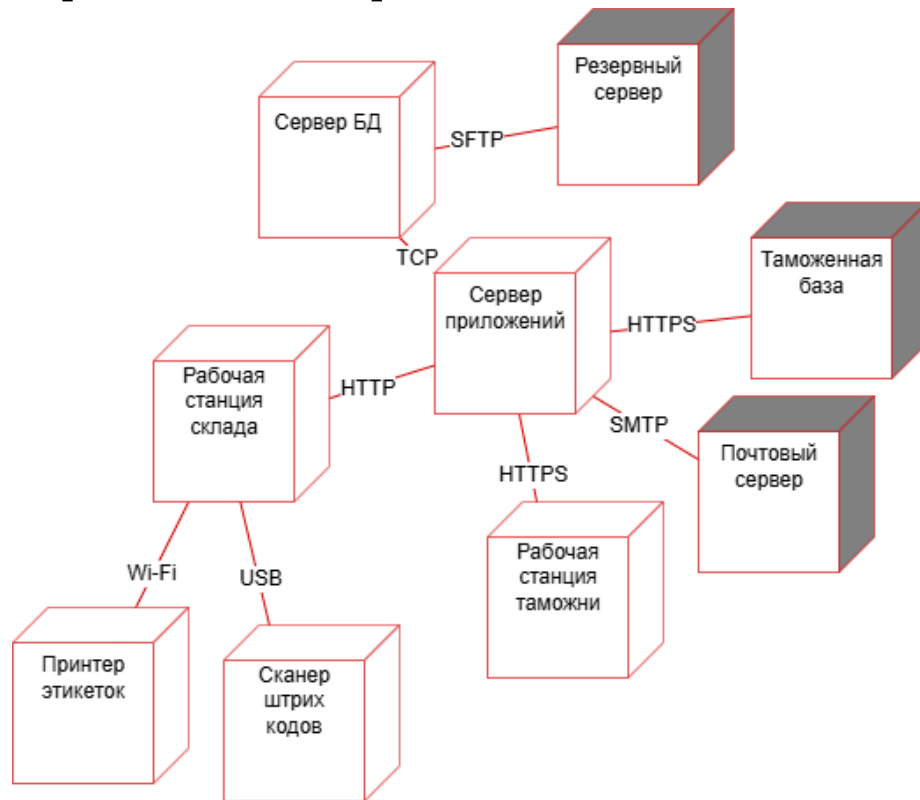 Резервный
сервер
Сервер БД
SFTP
TCP
Таможенная
база
Сервер
приложений
HTTPS
Рабочая
станция
склада
HTTP
SMTP
Почтовый
сервер
HTTPS
Рабочая
станция
таможни
Wi-Fi
USB
Принтер
этикеток
Сканер
штрих
кодов